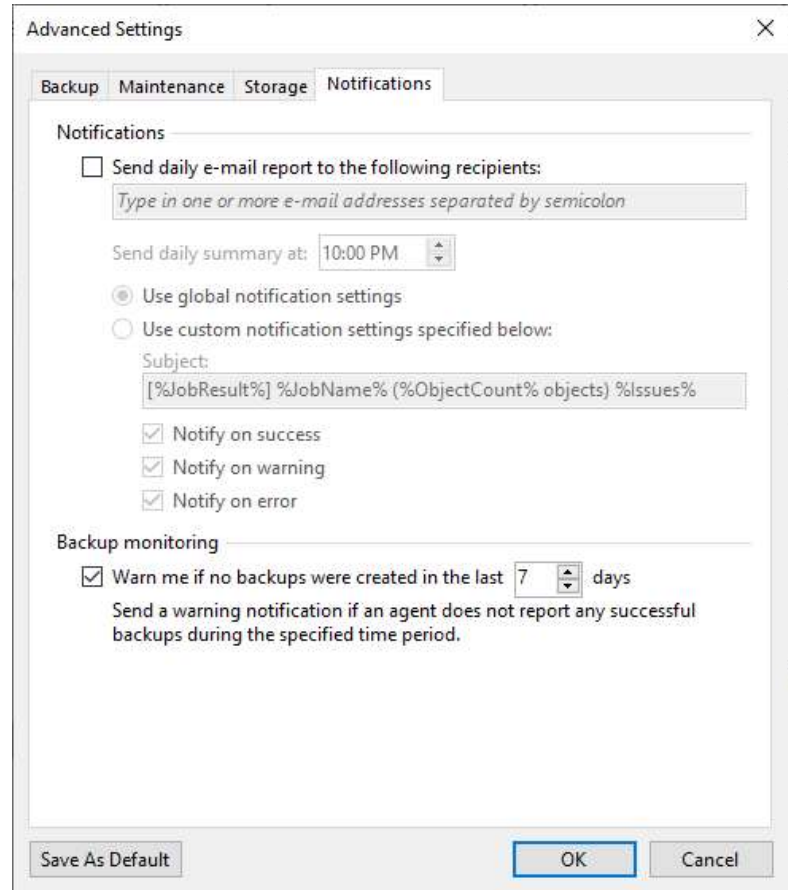 Advanced Settings
Backup Maintenance Storage Notifications
Notifications
Send daily e-mail report to the following recipients:
Type in one or more e-mail addresses separated by semicolon
Send daily summary at: 10:00 PM
Use global notification settings
Use custom notification settings specified below:
Subject:
[%JobResult%] %JobName% (%ObjectCount% objects) %Issues%
Notify on success
Notify on warning
Notify on error
Backup monitoring
Warn me if no backups were created in the last 7 days
Send a warning notification if an agent does not report any successful
backups during the specified time period.
Save As Default OK Cancel